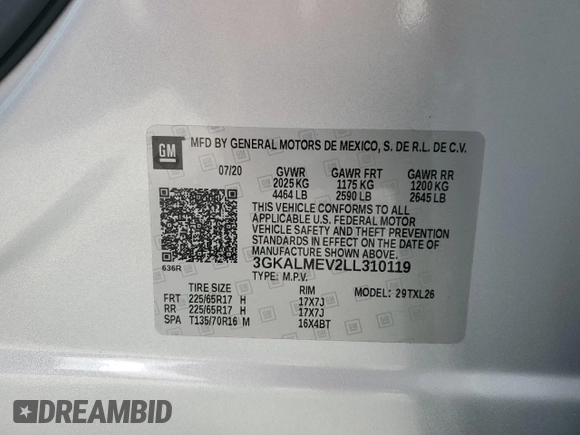 GM
MFD BY GENERAL MOTORS DE MEXICO, S. DE R.L. DE C.V.
07/20 GVWR GAWR FRT GAWR RR
2025 KG 1175 KG 1200 KG
4464 LB 2590 LB 2645 LB
THIS VEHICLE CONFORMS TO ALL
APPLICABLE U.S. FEDERAL MOTOR
VEHICLE SAFETY AND THEFT PREVENTION
STANDARDS IN EFFECT ON THE DATE OF
MANUFACTURE SHOWN ABOVE.
636R 3GKALMEV2LL310119
TYPE: M.P.V.
TIRE SIZE RIM MODEL: 29TXL26
FRT 225/65R17 H 17X7J
RR 225/65R17 H 17X7J
SPA T135/70R16 M 16X4BT
DREAMBID